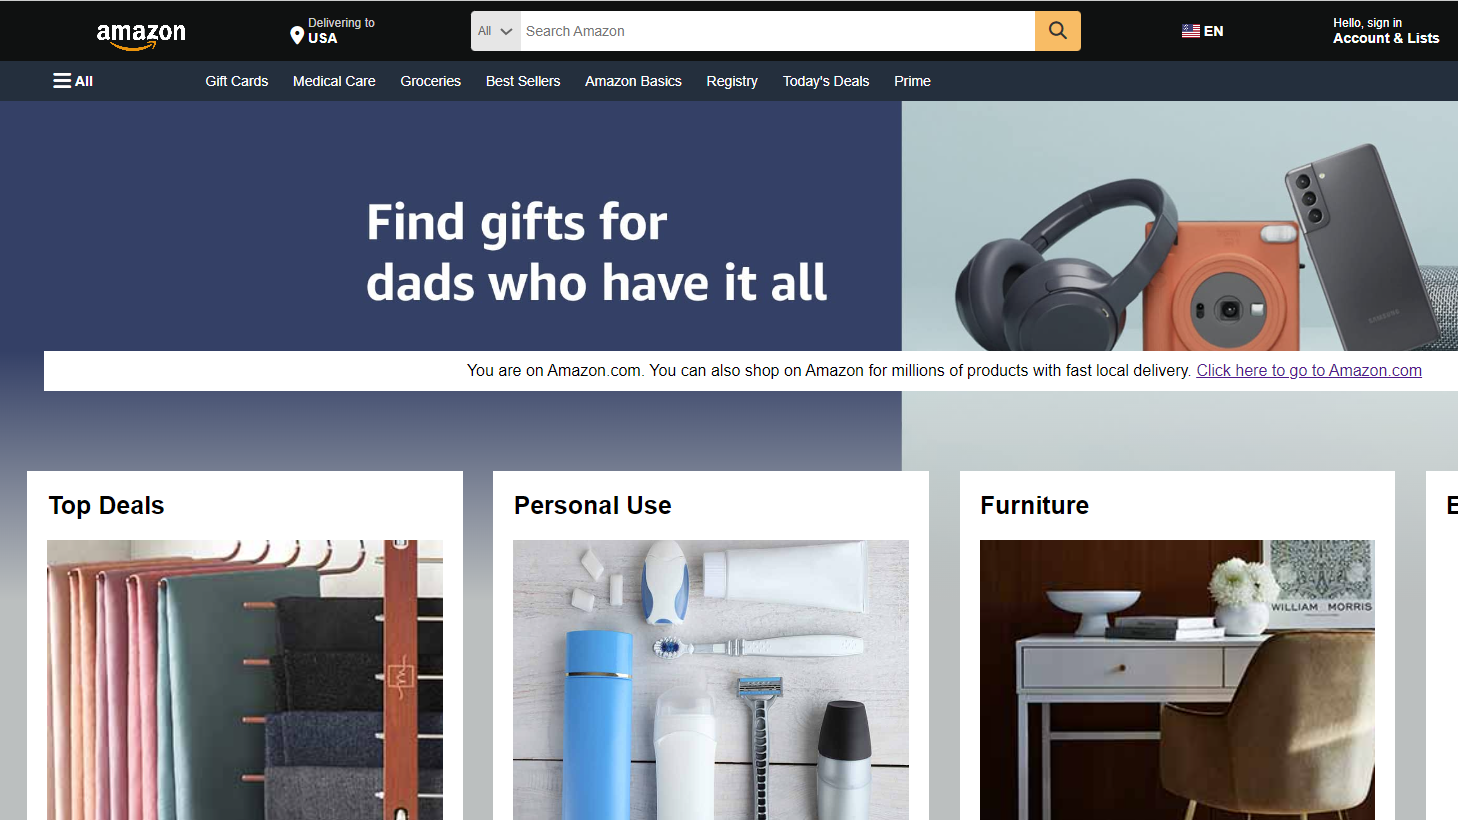 amazon
Delivering to
USA
All
Search Amazon
EN
Hello, sign in
Account & Lists
All
Gift Cards
Medical Care
Groceries
Best Sellers
Amazon Basics
Registry
Today's Deals
Prime
Find gifts for
dads who have it all
SAMSUNG
You are on Amazon.com. You can also shop on Amazon for millions of products with fast local delivery. Click here to go to Amazon.com
Top Deals
Personal Use
Furniture
E
WILLIAM MORRIS